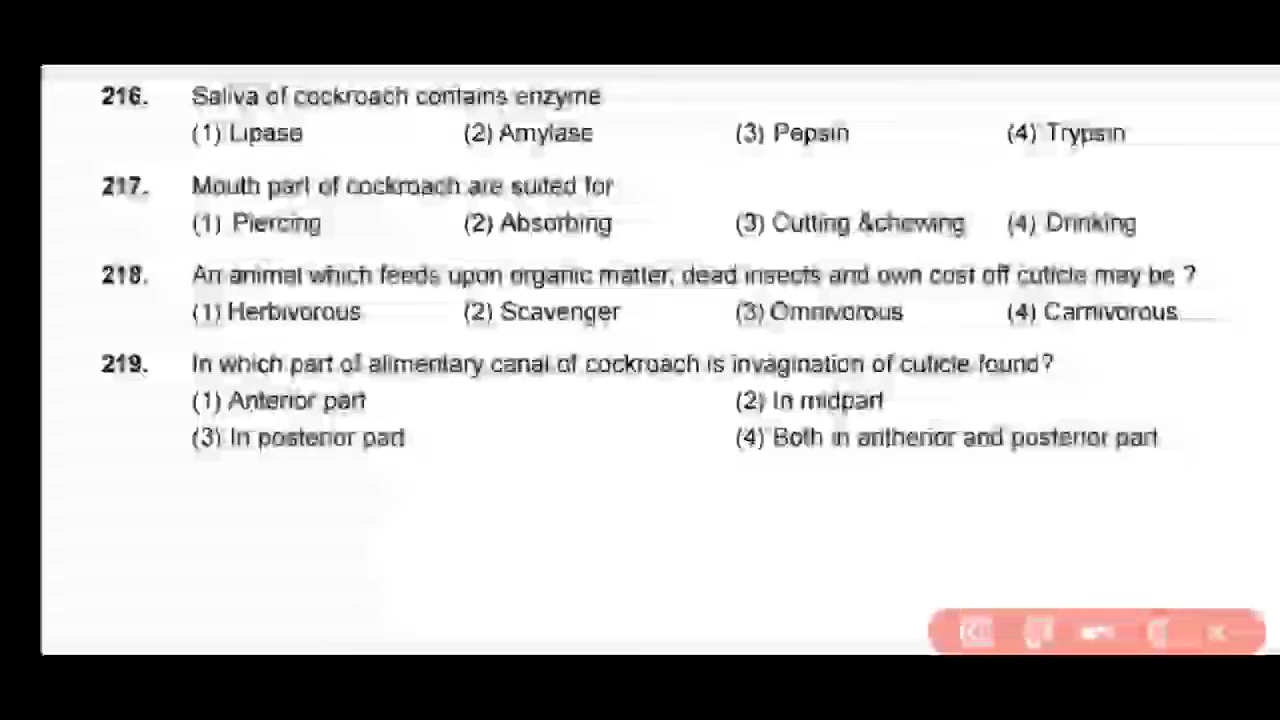 216. Saliva of cockroach contains enzyme
(1) Lipase (2) Amylase (3) Pepsin (4) Trypsin
217. Mouth part of cockroach are suited for
(1) Piercing (2) Absorbing (3) Cutting &chewing (4) Drinking
218. An animal which feeds upon organic matter, dead insects and own cost off cuticle may be ?
(1) Herbivorous (2) Scavenger (3) Omnivorous (4) Carnivorous
219. In which part of alimentary canal of cockroach is invagination of cuticle found?
(1) Anterior part (2) In midpart
(3) In posterior part (4) Both in antherior and posterior part